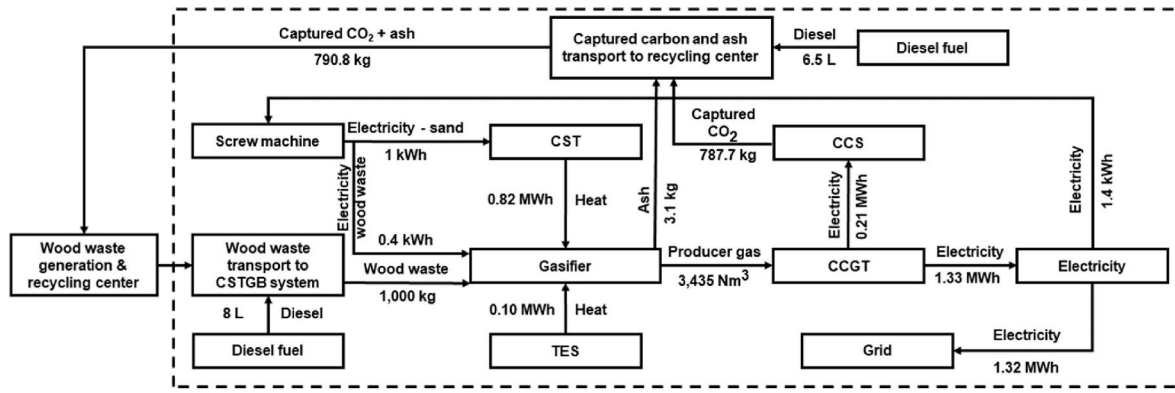 Captured CO₂ + ash
790.8 kg
Captured carbon and ash
transport to recycling center
Diesel
6.5 L
Diesel fuel
Screw machine
Electricity - sand
1 kWh
CST
Captured
CO₂
787.7 kg
CCS
Electricity
wood waste
0.4 kWh
0.82 MWh
Heat
Ash
3.1 kg
Electricity
0.21 MWh
Electricity
1.4 kWh
Wood waste
generation &
recycling center
Wood waste
transport to
CSTGB system
Wood waste
1,000 kg
Gasifier
Producer gas
3,435 Nm³
CCGT
Electricity
1.33 MWh
Electricity
8 L
Diesel
0.10 MWh
Heat
Electricity
1.32 MWh
Diesel fuel
TES
Grid